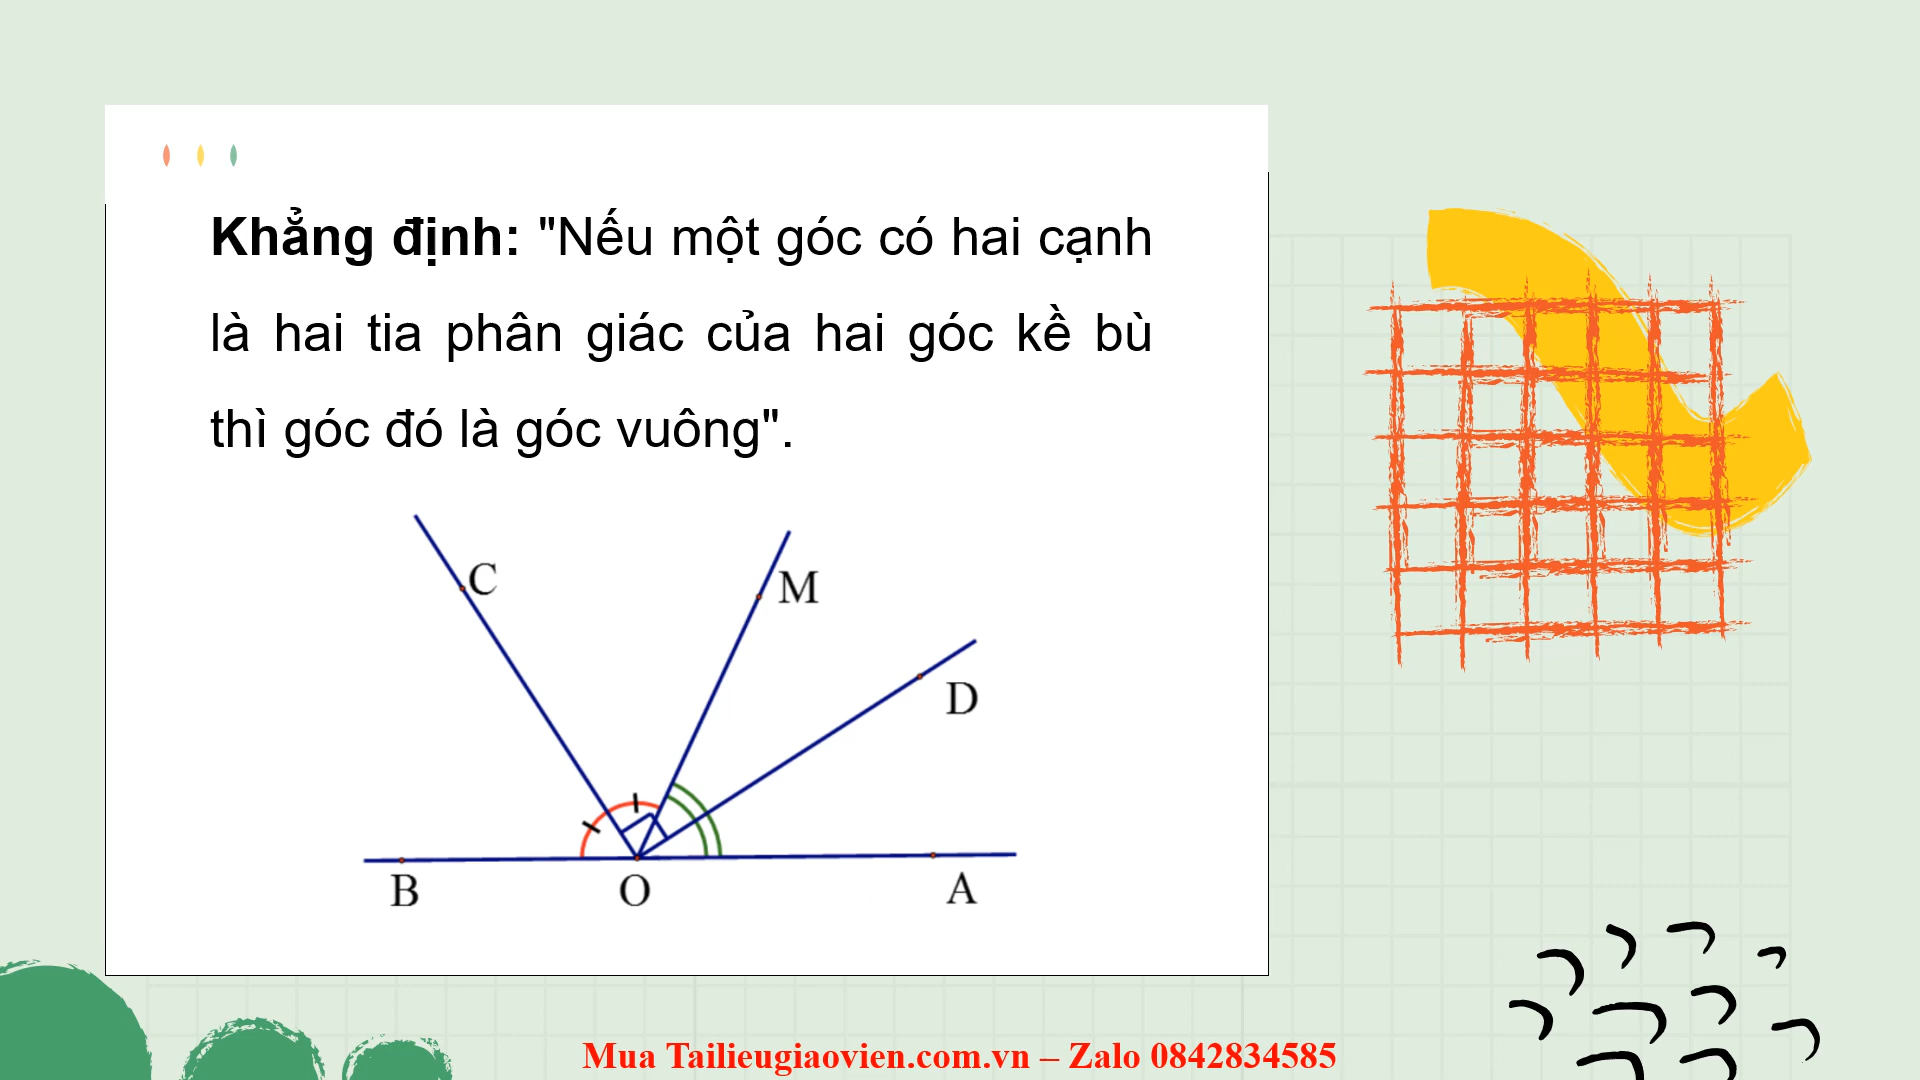 Khẳng định: "Nếu một góc có hai cạnh
là hai tia phân giác của hai góc kề bù
thì góc đó là góc vuông".
C
M
D
B
O
A
Mua Tailieugiaovien.com.vn – Zalo 0842834585